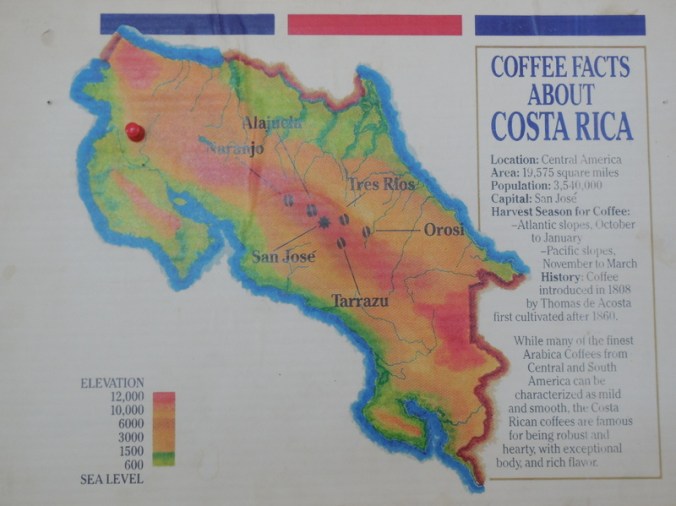 COFFEE FACTS
ABOUT
COSTA RICA
Location: Central America
Area: 19,575 square miles
Population: 3,540,000
Capital: San José
Harvest Season for Coffee:
–Atlantic slopes, October
to January
–Pacific slopes,
November to March
History: Coffee
introduced in 1808
by Thomas de Acosta
first cultivated after 1860.
While many of the finest
Arabica Coffees from
Central and South
America can be
characterized as mild
and smooth, the Costa
Rican coffees are famous
for being robust and
hearty, with exceptional
body, and rich flavor.
Alajuela
Naranjo
Tres Rios
Orosi
San José
Tarrazu
ELEVATION
12,000
10,000
6000
3000
1500
600
SEA LEVEL